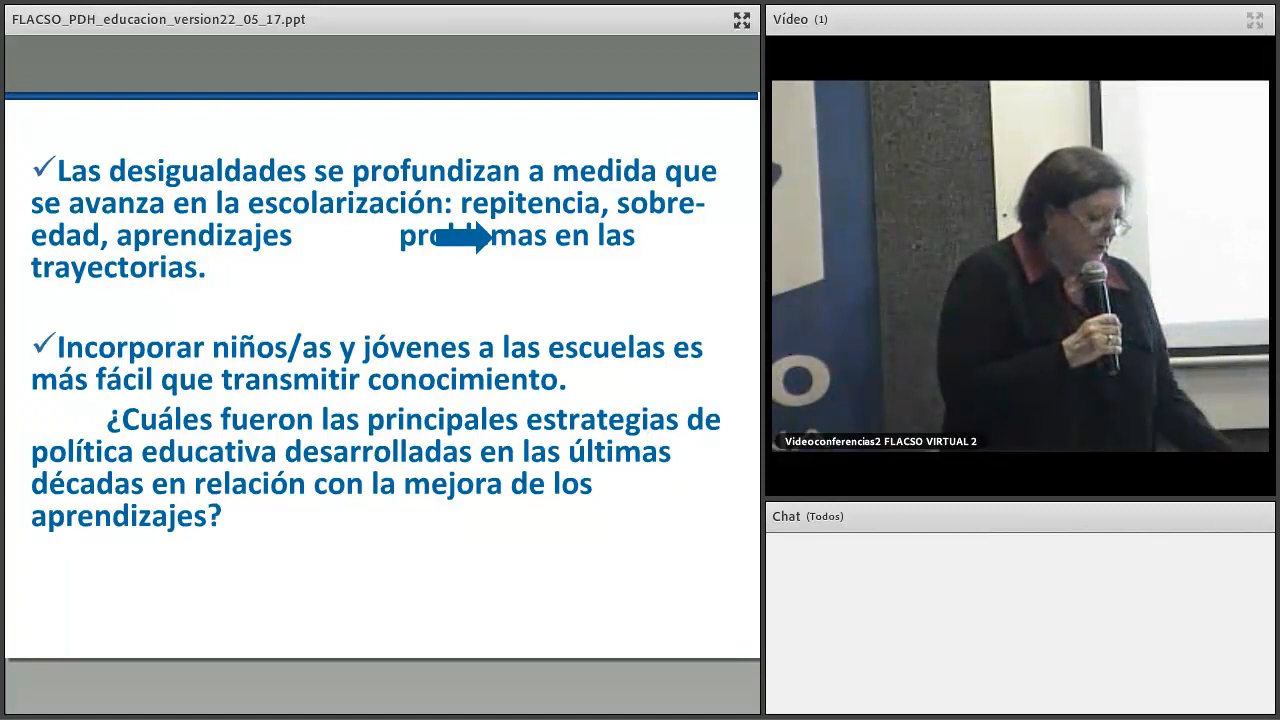 FLACSO_PDH_educacion_version22_05_17.ppt
✓Las desigualdades se profundizan a medida que
se avanza en la escolarización: repitencia, sobre-
edad, aprendizajes mas en las
trayectorias.
✓Incorporar niños/as y jóvenes a las escuelas es
más fácil que transmitir conocimiento.
¿Cuáles fueron las principales estrategias de
política educativa desarrolladas en las últimas
décadas en relación con la mejora de los
aprendizajes?
Vídeo (1)
Videoconferencias2 FLACSO VIRTUAL 2
Chat (Todos)